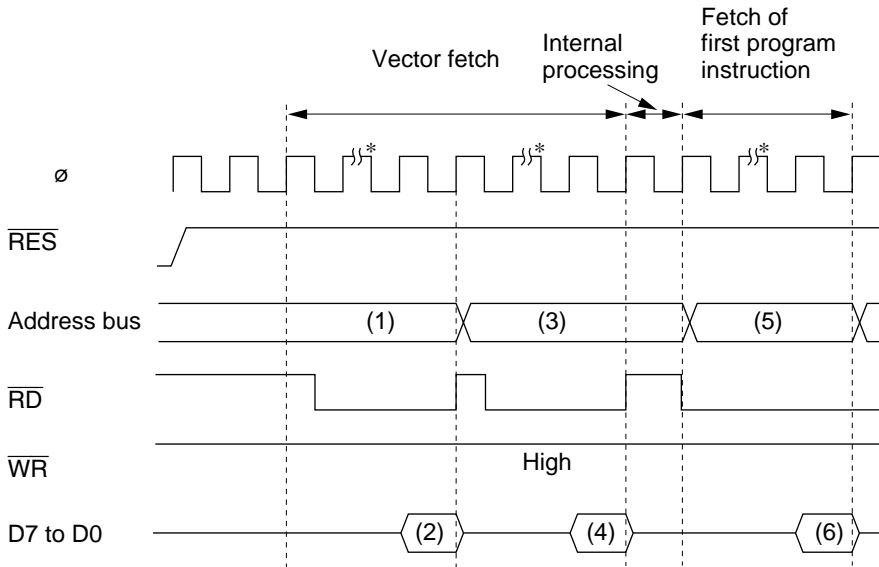 Fetch of
first program
instruction
Internal
processing
Vector fetch
*
*
*
ø
RES
Address bus
(1)
(3)
(5)
RD
High
WR
D7 to D0
(2)
(4)
(6)